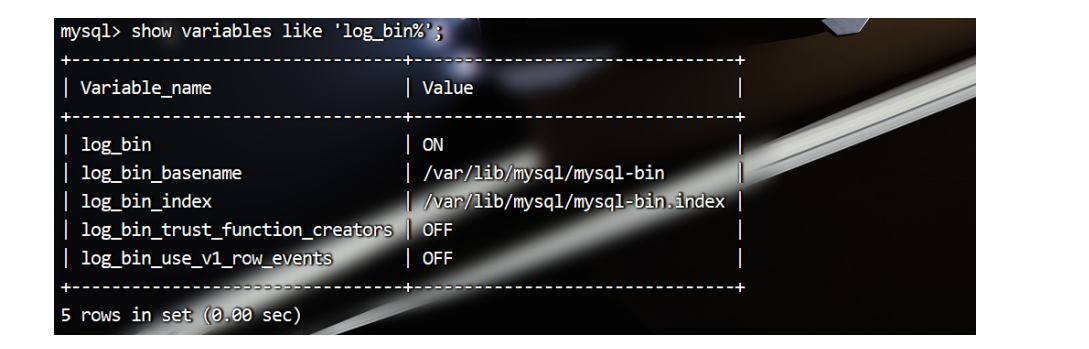 mysql> show variables like 'log_bin%';
+---------------------------------+--------------------------------+
| Variable_name                   | Value                          |
+---------------------------------+--------------------------------+
| log_bin                         | ON                             |
| log_bin_basename                | /var/lib/mysql/mysql-bin       |
| log_bin_index                   | /var/lib/mysql/mysql-bin.index |
| log_bin_trust_function_creators | OFF                            |
| log_bin_use_v1_row_events       | OFF                            |
+---------------------------------+--------------------------------+
5 rows in set (0.00 sec)